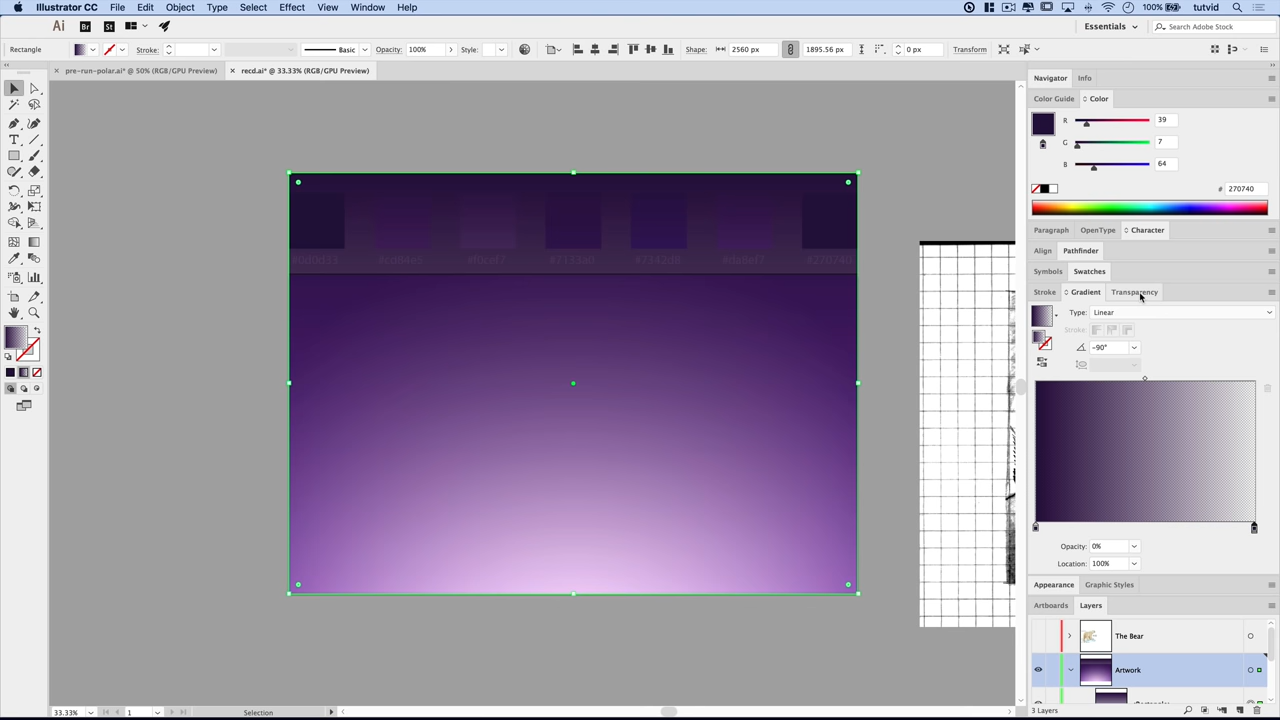 Illustrator CC File Edit Object Type Select Effect View Window Help 100% tutvid
Ai Br St Essentials Search Adobe Stock
Rectangle Stroke: Basic Opacity: 100% Style: Shape: 2560 px 1895.56 px 0 px Transform
pre-run-polar.ai* @ 50% (RGB/GPU Preview) recd.ai* @ 33.33% (RGB/GPU Preview)
Navigator Info
Color Guide Color
R 39
G 7
B 64
# 270740
Paragraph OpenType Character
Align Pathfinder
Symbols Swatches
Stroke Gradient Transparency
Type: Linear
Stroke:
-90°
Opacity: 0%
Location: 100%
Appearance Graphic Styles
Artboards Layers
The Bear
Artwork
3 Layers
#270740
33.33% 1 Selection